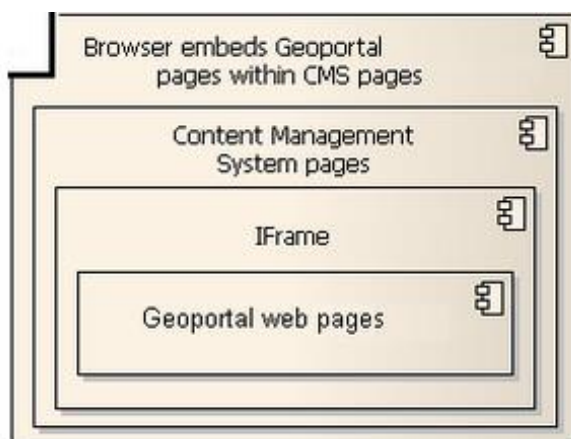 Browser embeds Geoportal
pages within CMS pages
Content Management
System pages
IFrame
Geoportal web pages